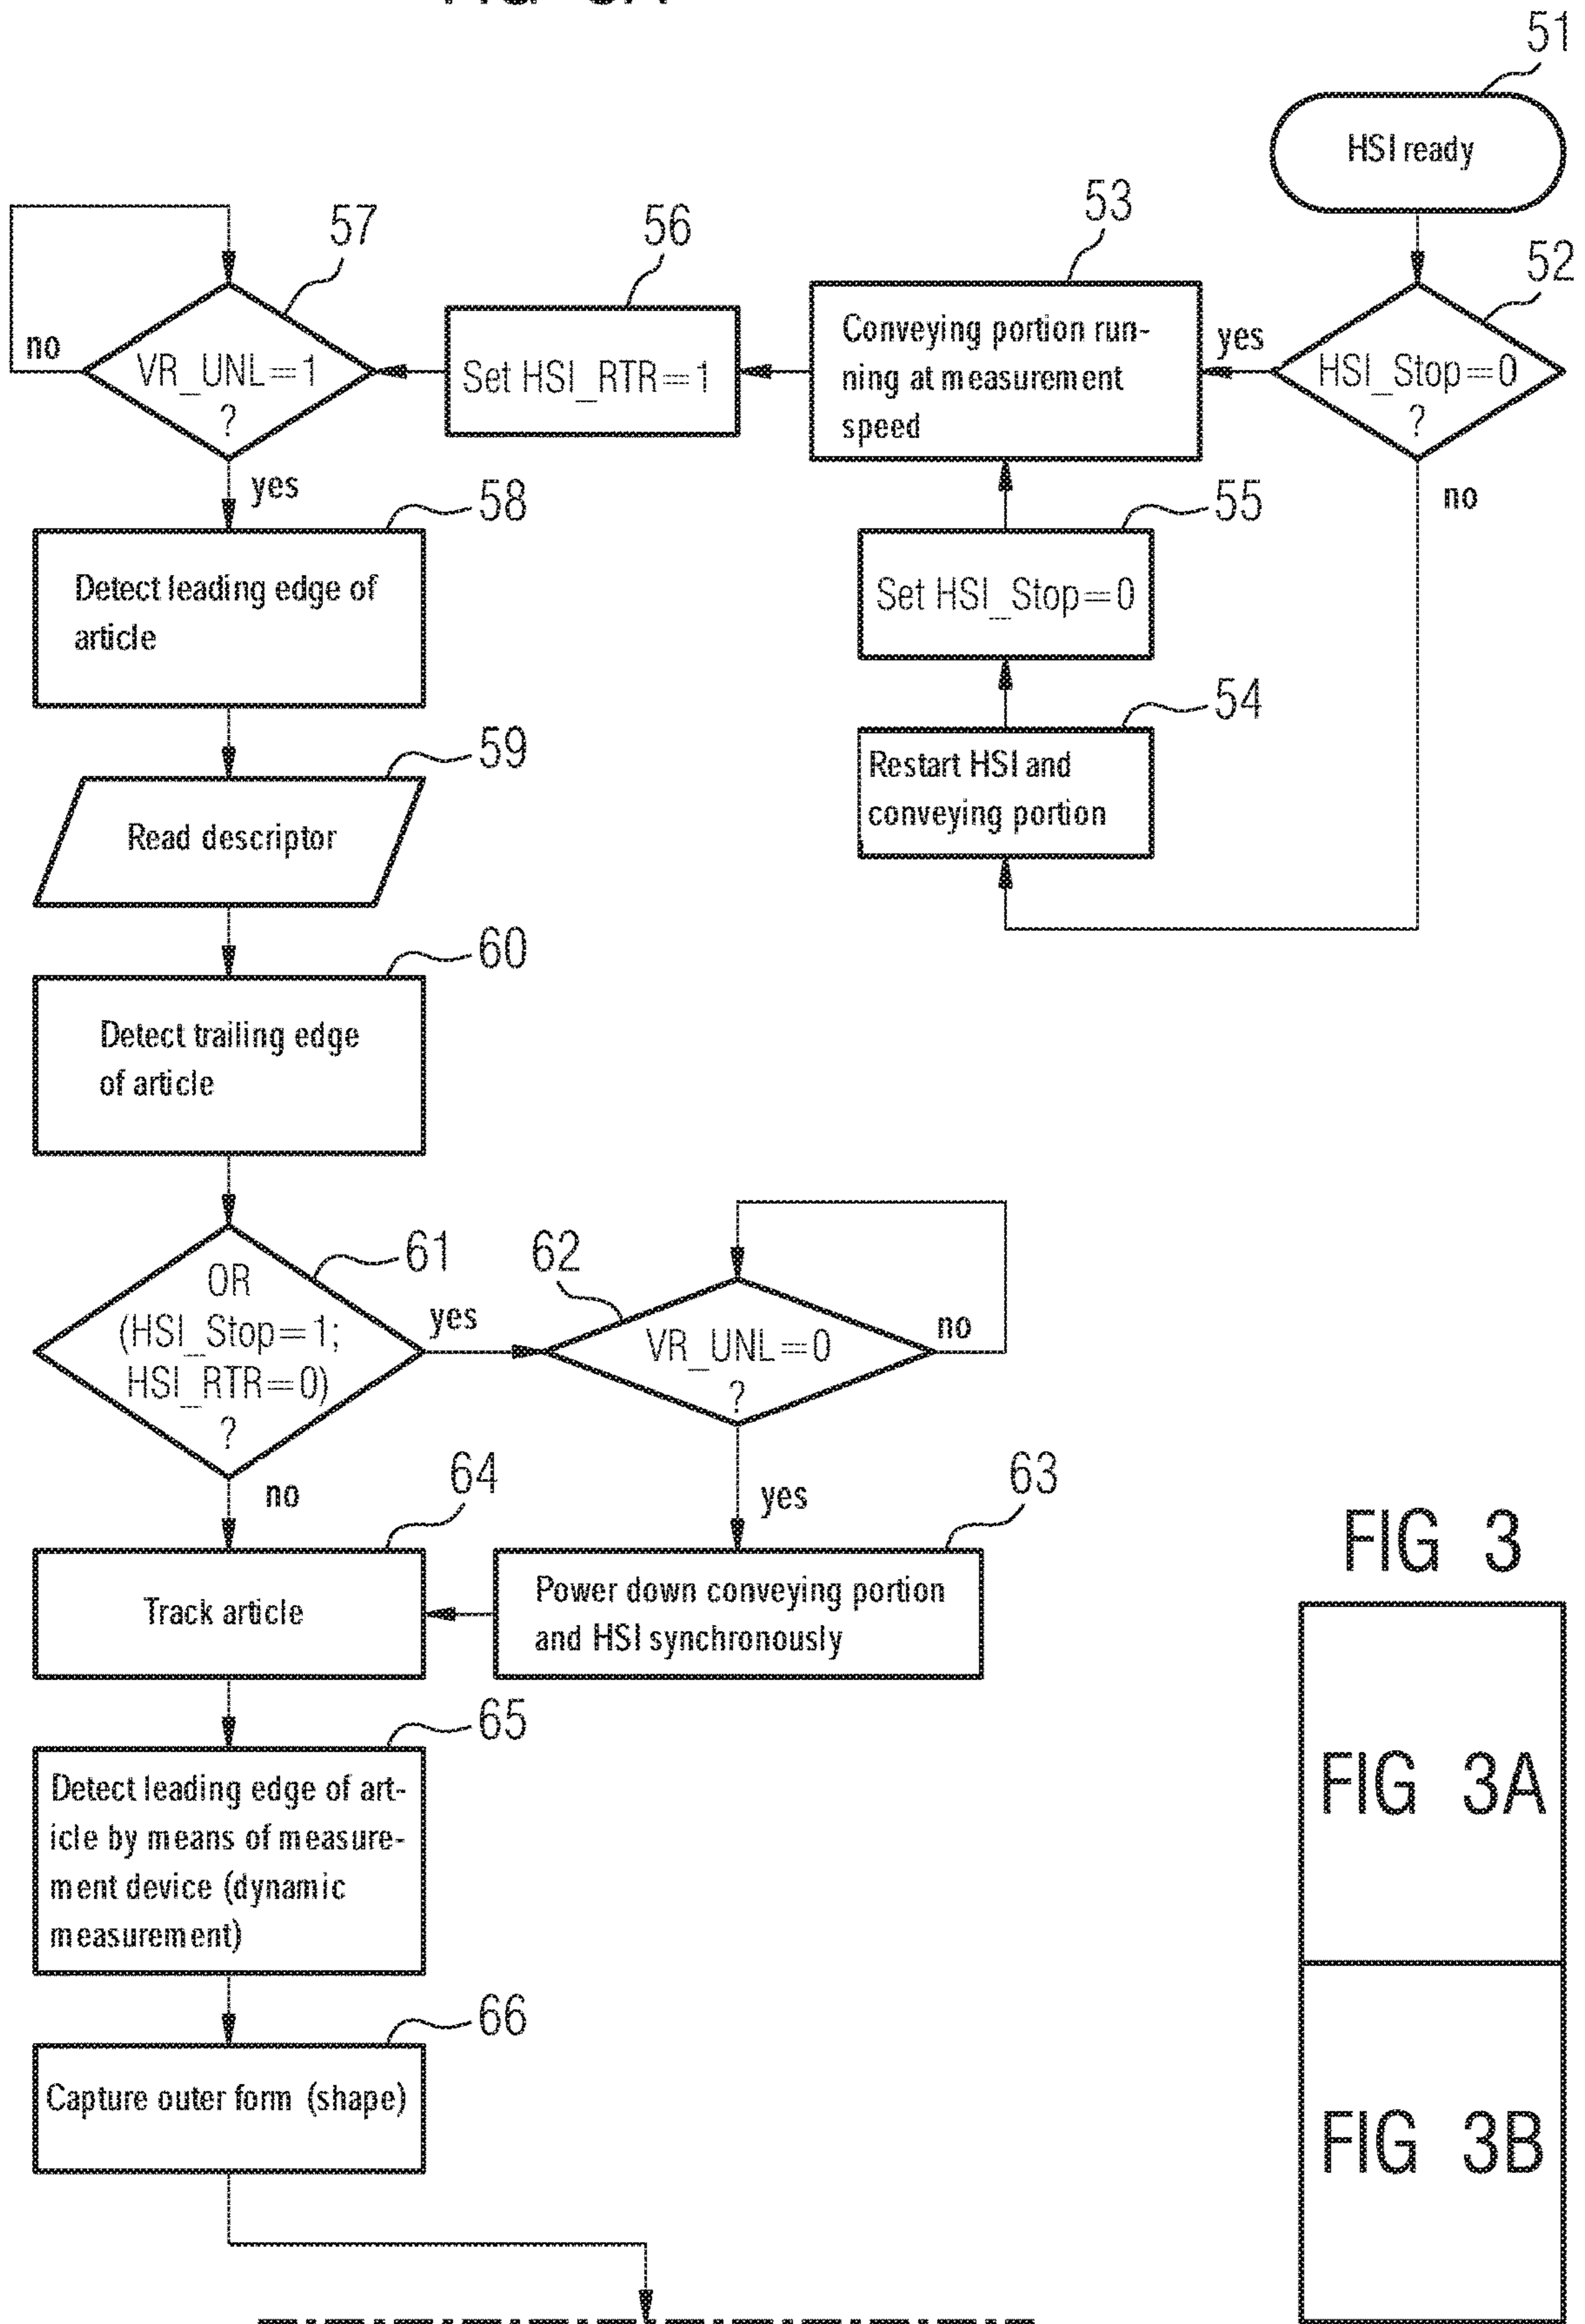 51
HSI ready
52
HSI_Stop==0
?
yes
no
53
Conveying portion run-
ning at measurement
speed
55
Set HSI_Stop==0
54
Restart HSI and
conveying portion
56
Set HSI_RTR==1
57
VR_UNL==1
?
no
yes
58
Detect leading edge of
article
59
Read descriptor
60
Detect trailing edge
of article
61
OR
(HSI_Stop==1;
HSI_RTR==0)
?
yes
no
62
VR_UNL==0
?
no
yes
63
Power down conveying portion
and HSI synchronously
64
Track article
65
Detect leading edge of art-
icle by means of measure-
ment device (dynamic
measurement)
66
Capture outer form (shape)
FIG 3
FIG 3A
FIG 3B